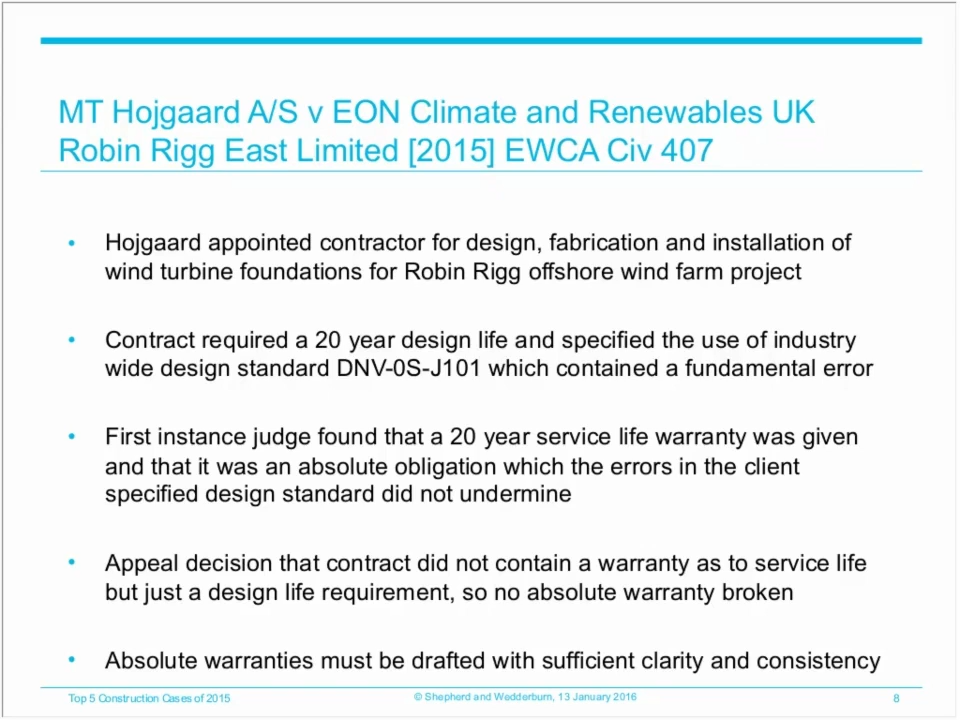 MT Hojgaard A/S v EON Climate and Renewables UK
Robin Rigg East Limited [2015] EWCA Civ 407
• Hojgaard appointed contractor for design, fabrication and installation of
wind turbine foundations for Robin Rigg offshore wind farm project
• Contract required a 20 year design life and specified the use of industry
wide design standard DNV-0S-J101 which contained a fundamental error
• First instance judge found that a 20 year service life warranty was given
and that it was an absolute obligation which the errors in the client
specified design standard did not undermine
• Appeal decision that contract did not contain a warranty as to service life
but just a design life requirement, so no absolute warranty broken
• Absolute warranties must be drafted with sufficient clarity and consistency
Top 5 Construction Cases of 2015
© Shepherd and Wedderburn, 13 January 2016
8